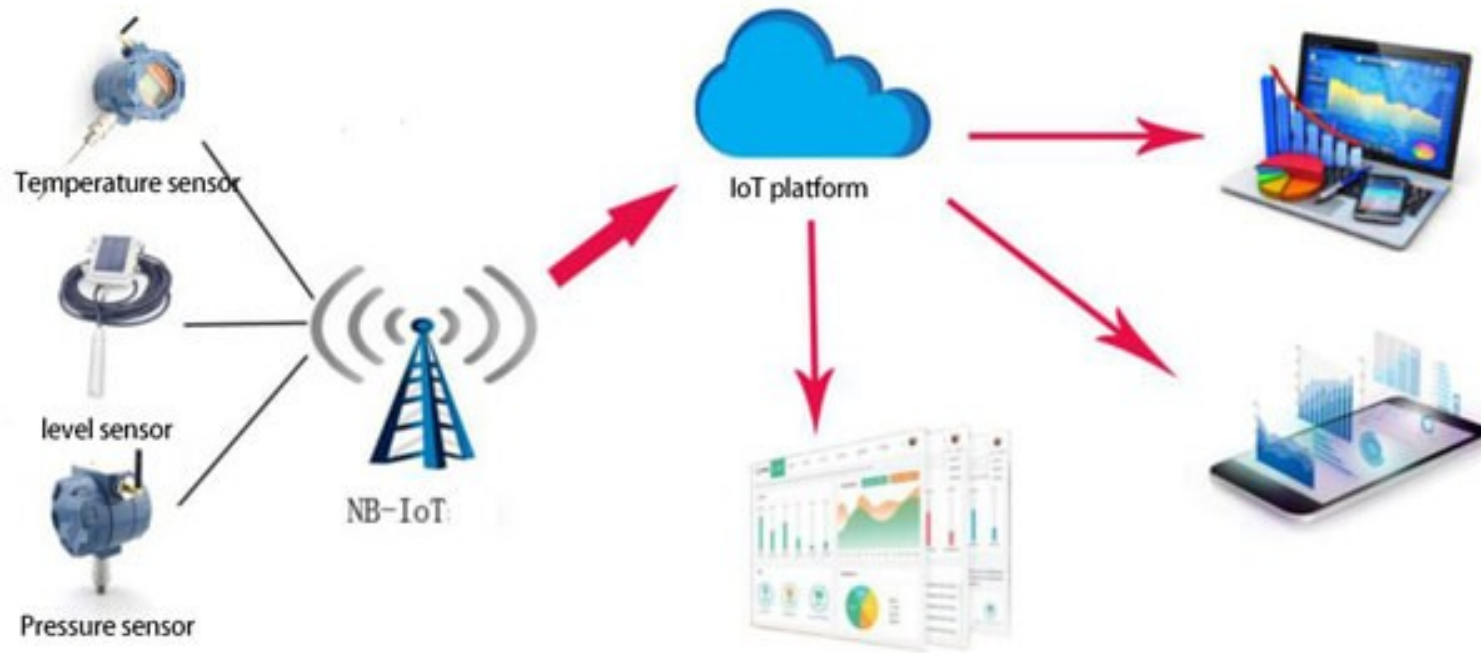 Temperature sensor
level sensor
Pressure sensor
NB-IoT
IoT platform